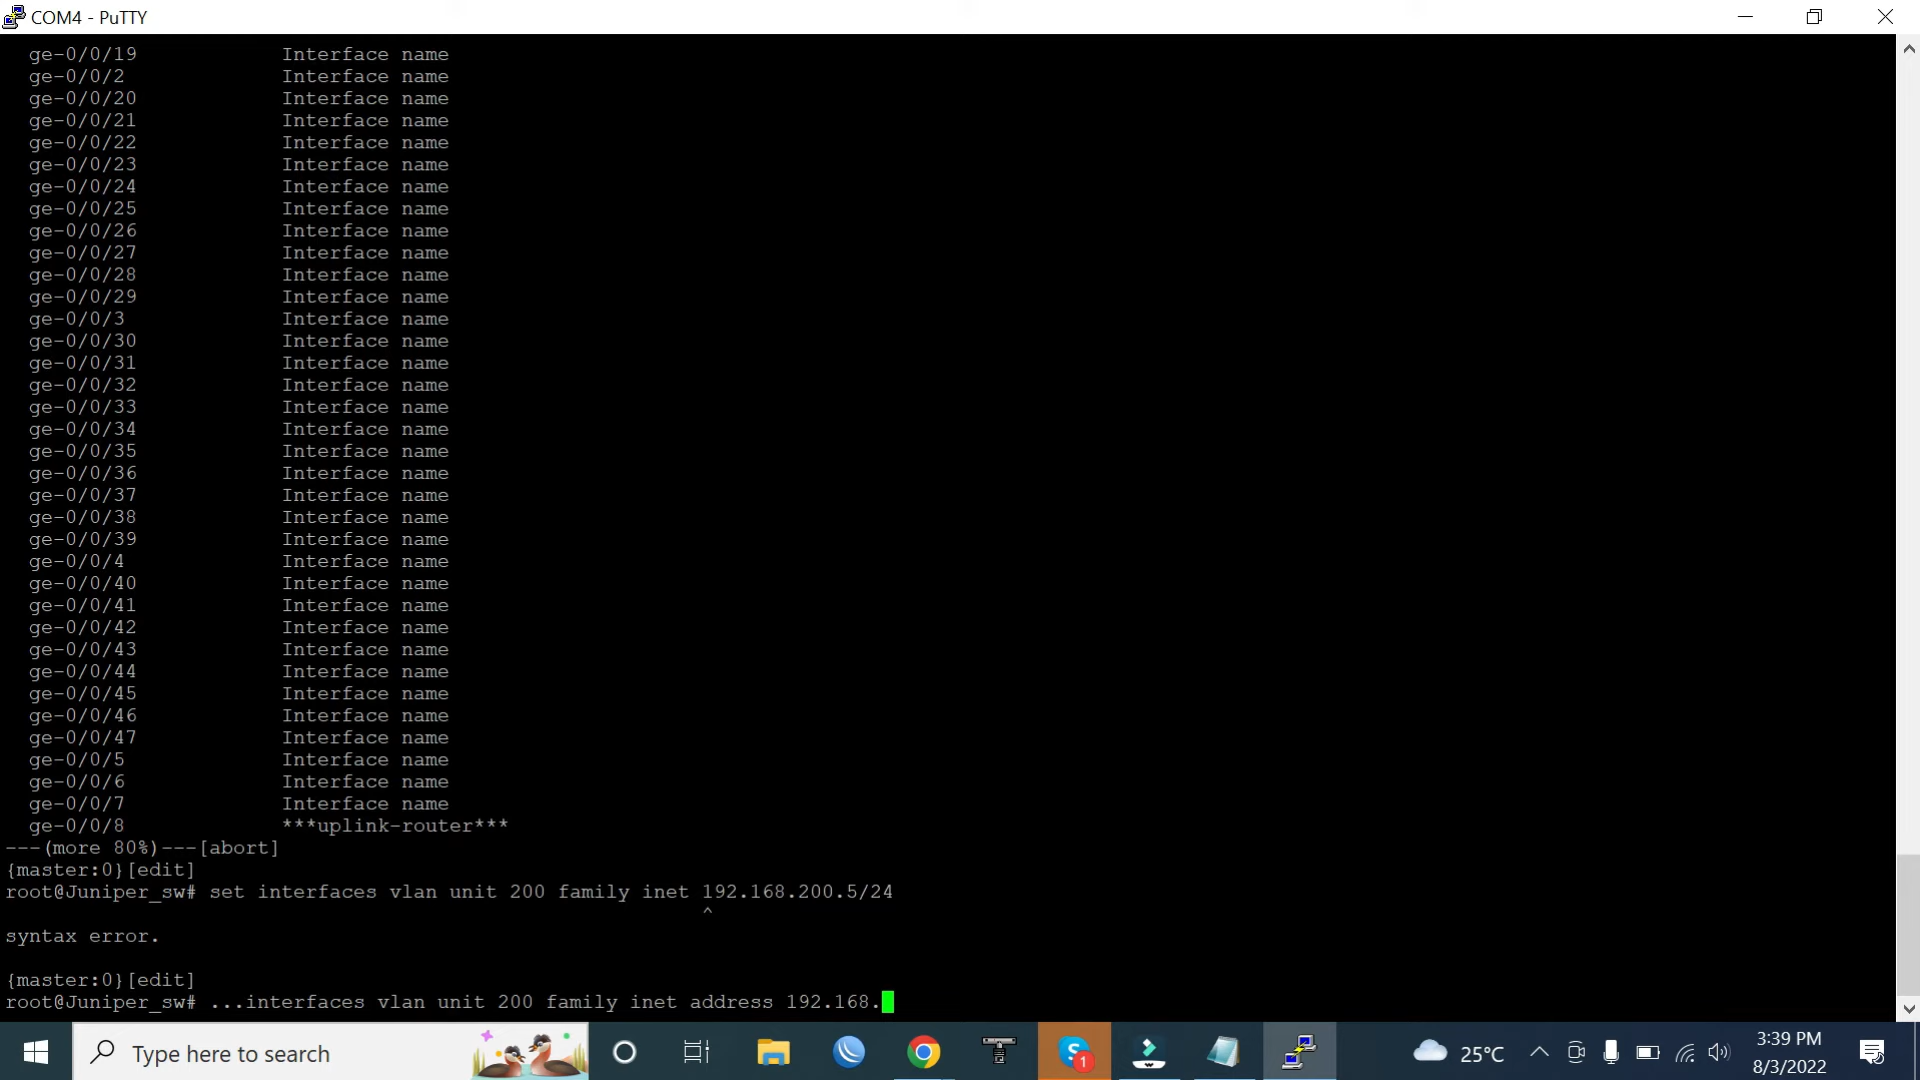 COM4 - PuTTY
ge-0/0/19 Interface name
ge-0/0/2 Interface name
ge-0/0/20 Interface name
ge-0/0/21 Interface name
ge-0/0/22 Interface name
ge-0/0/23 Interface name
ge-0/0/24 Interface name
ge-0/0/25 Interface name
ge-0/0/26 Interface name
ge-0/0/27 Interface name
ge-0/0/28 Interface name
ge-0/0/29 Interface name
ge-0/0/3 Interface name
ge-0/0/30 Interface name
ge-0/0/31 Interface name
ge-0/0/32 Interface name
ge-0/0/33 Interface name
ge-0/0/34 Interface name
ge-0/0/35 Interface name
ge-0/0/36 Interface name
ge-0/0/37 Interface name
ge-0/0/38 Interface name
ge-0/0/39 Interface name
ge-0/0/4 Interface name
ge-0/0/40 Interface name
ge-0/0/41 Interface name
ge-0/0/42 Interface name
ge-0/0/43 Interface name
ge-0/0/44 Interface name
ge-0/0/45 Interface name
ge-0/0/46 Interface name
ge-0/0/47 Interface name
ge-0/0/5 Interface name
ge-0/0/6 Interface name
ge-0/0/7 Interface name
ge-0/0/8 ***uplink-router***
---(more 80%)---[abort]
{master:0}[edit]
root@Juniper_sw# set interfaces vlan unit 200 family inet 192.168.200.5/24
^
syntax error.
{master:0}[edit]
root@Juniper_sw# ...interfaces vlan unit 200 family inet address 192.168.
Type here to search
S
1
25°C
3:39 PM
8/3/2022